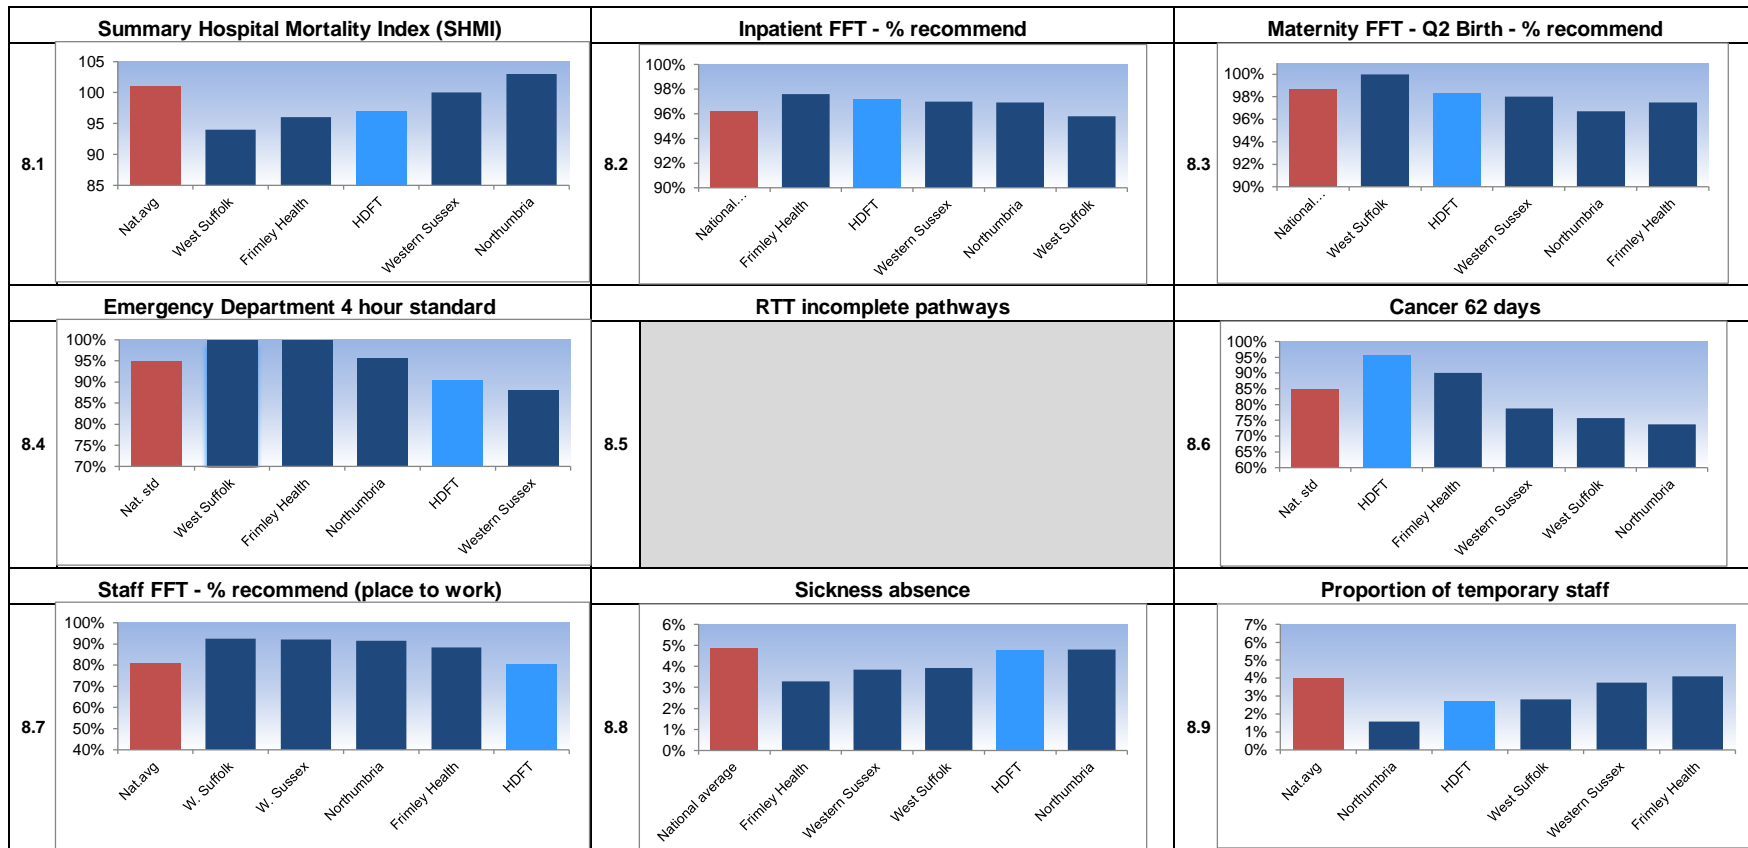 Summary Hospital Mortality Index (SHMI)
8.1
105
100
95
90
85
Nat.avg
West Suffolk
Frimley Health
HDFT
Western Sussex
Northumbria
Inpatient FFT - % recommend
8.2
100%
98%
96%
94%
92%
90%
National...
Frimley Health
HDFT
Western Sussex
Northumbria
West Suffolk
Maternity FFT - Q2 Birth - % recommend
8.3
100%
98%
96%
94%
92%
90%
National...
West Suffolk
HDFT
Western Sussex
Northumbria
Frimley Health
Emergency Department 4 hour standard
8.4
100%
95%
90%
85%
80%
75%
70%
Nat. std
West Suffolk
Frimley Health
Northumbria
HDFT
Western Sussex
RTT incomplete pathways
8.5
Cancer 62 days
8.6
100%
95%
90%
85%
80%
75%
70%
65%
60%
Nat. std
HDFT
Frimley Health
Western Sussex
West Suffolk
Northumbria
Staff FFT - % recommend (place to work)
8.7
100%
90%
80%
70%
60%
50%
40%
Nat.avg
W. Suffolk
W. Sussex
Northumbria
Frimley Health
HDFT
Sickness absence
8.8
6%
5%
4%
3%
2%
1%
0%
National average
Frimley Health
Western Sussex
West Suffolk
HDFT
Northumbria
Proportion of temporary staff
8.9
7%
6%
5%
4%
3%
2%
1%
0%
Nat.avg
Northumbria
HDFT
West Suffolk
Western Sussex
Frimley Health